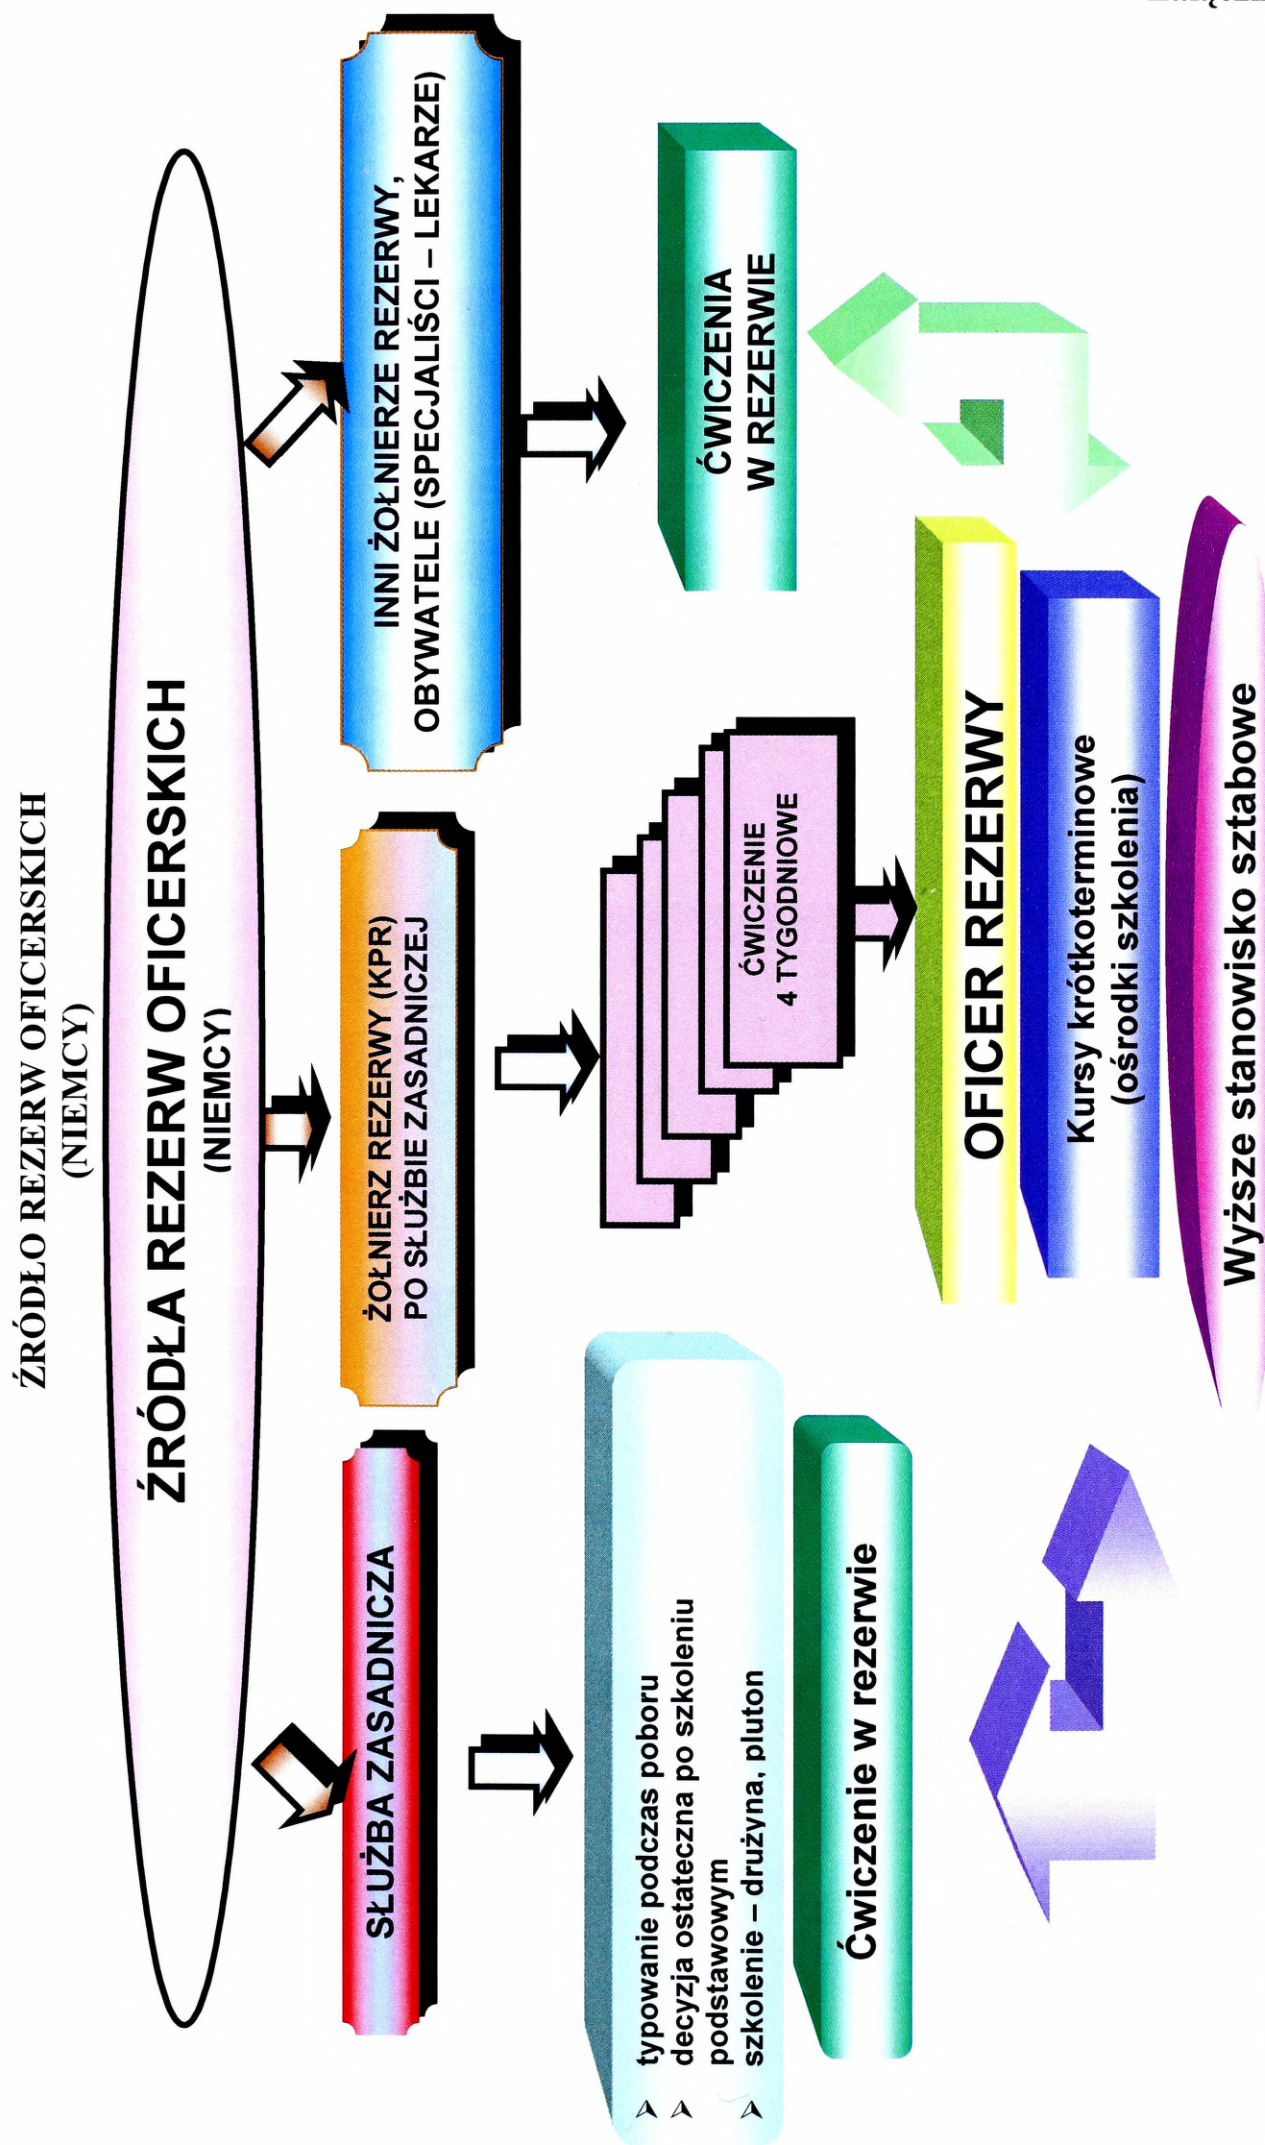 ŹRÓDŁO REZERW OFICERSKICH
(NIEMCY)
ŹRÓDŁA REZERW OFICERSKICH
(NIEMCY)
SŁUŻBA ZASADNICZA
ŻOŁNIERZ REZERWY (KPR)
PO SŁUŻBIE ZASADNICZEJ
INNI ŻOŁNIERZE REZERWY,
OBYWATELE (SPECJALIŚCI – LEKARZE)
typowanie podczas poboru
decyzja ostateczna po szkoleniu
podstawowym
szkolenie – drużyna, pluton
Ćwiczenie w rezerwie
ĆWICZENIE
4 TYGODNIOWE
ĆWICZENIA
W REZERWIE
OFICER REZERWY
Kursy krótkoterminowe
(ośrodki szkolenia)
Wyższe stanowisko sztabowe